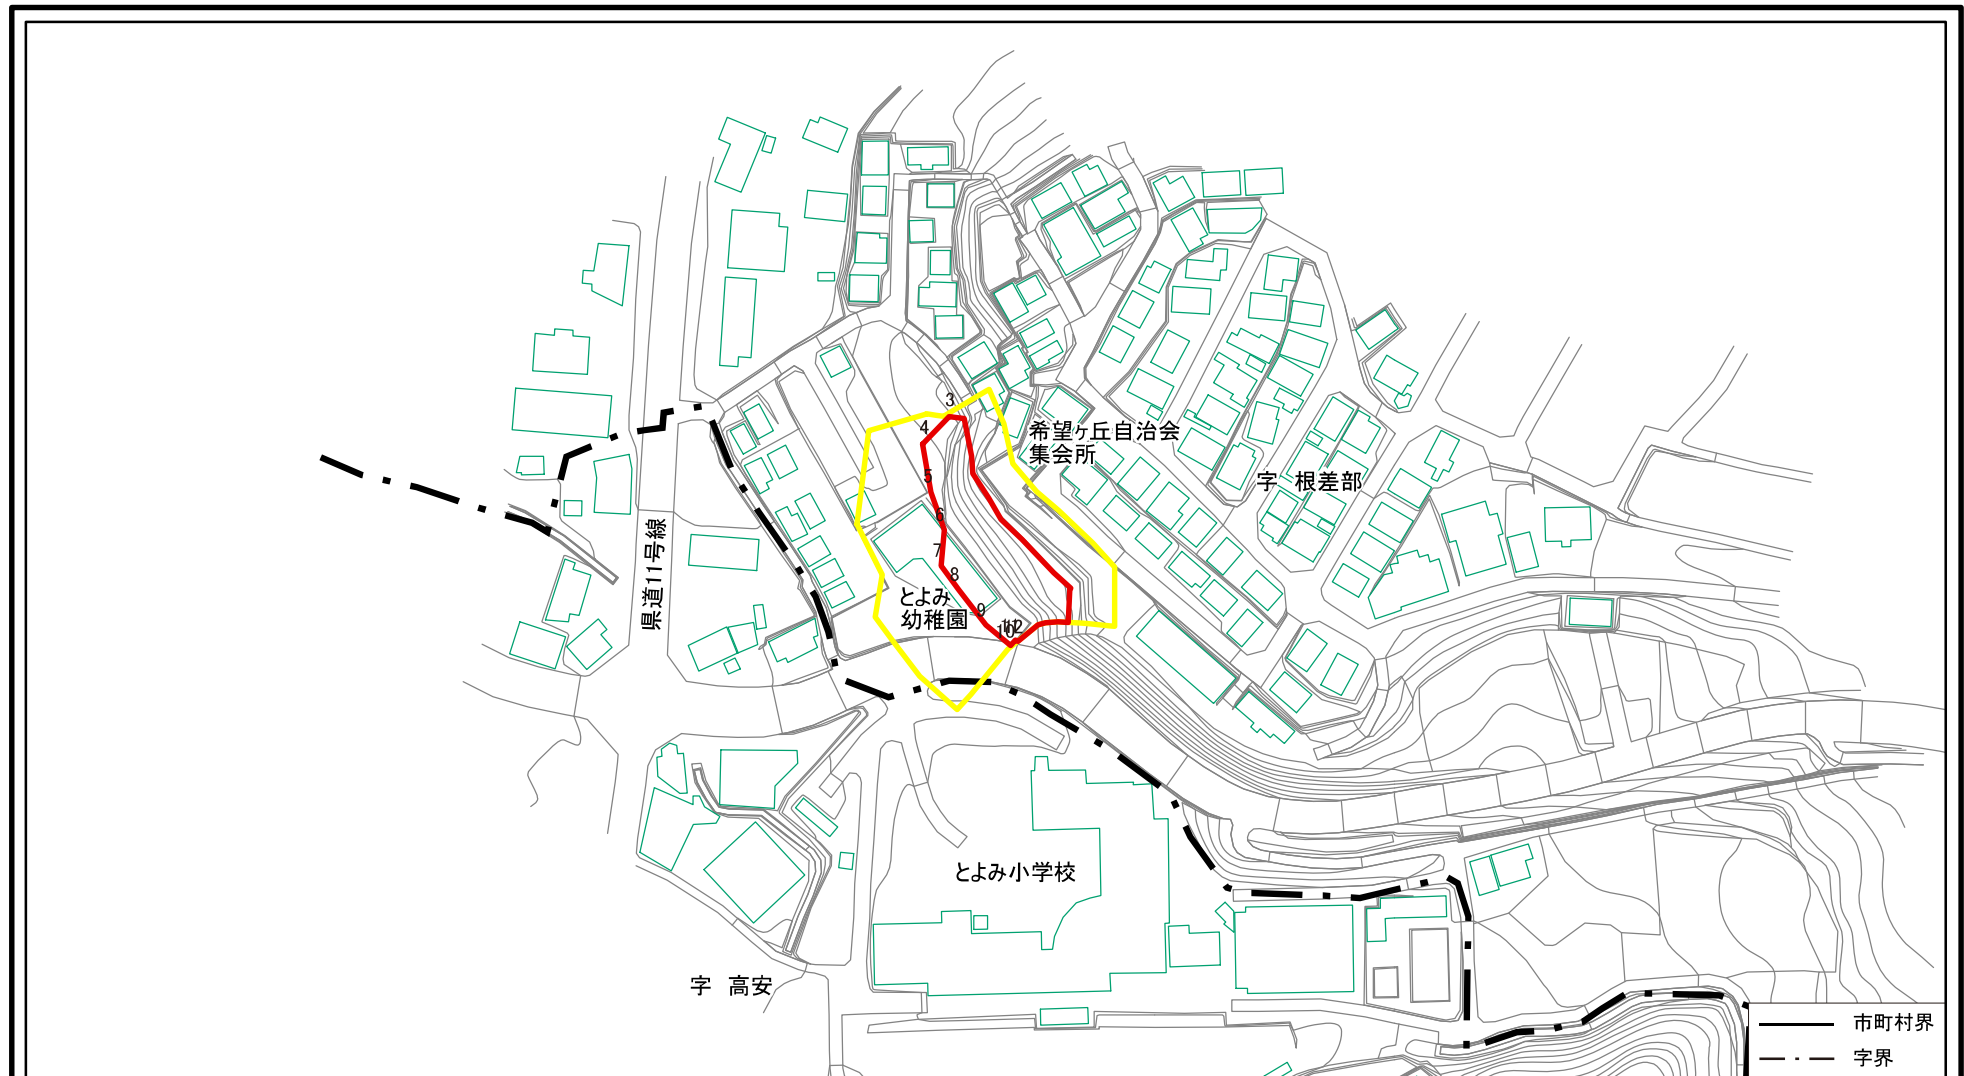 3
4
希望ヶ丘自治会
集会所
5
字 根差部
6
県道11号線
7
8
とよみ
幼稚園
9
10
12
とよみ小学校
字 高安
市町村界
字界